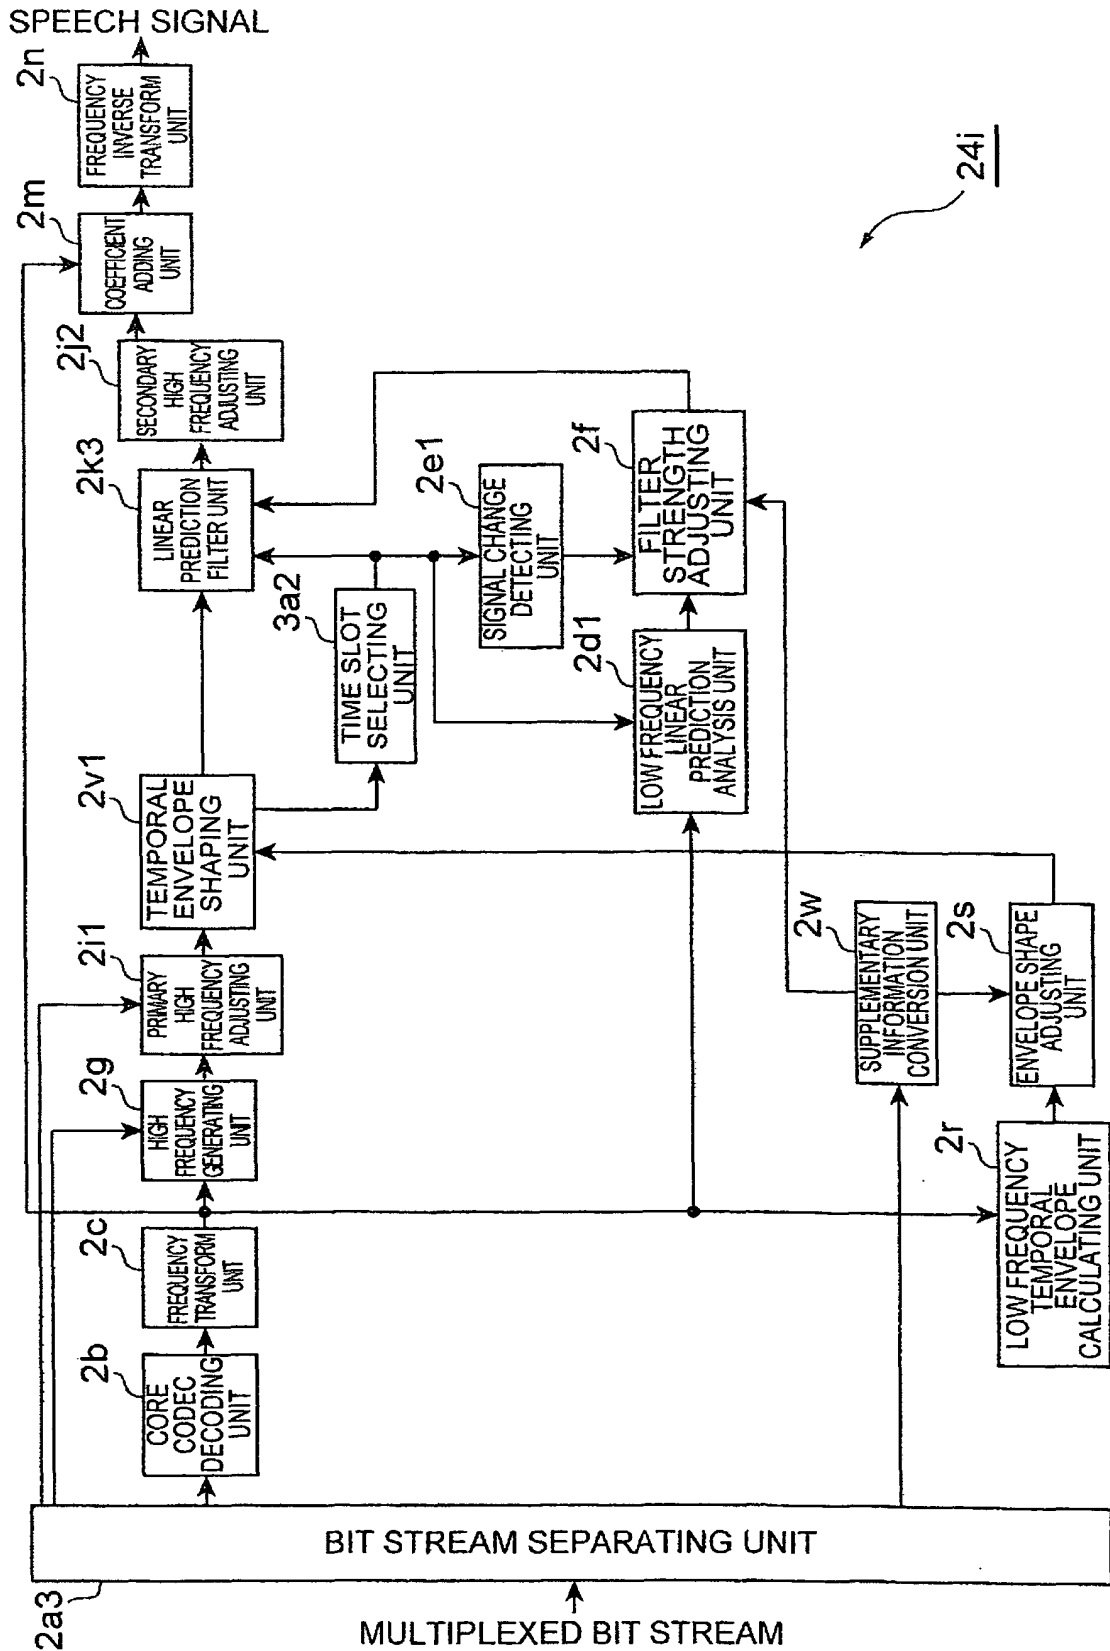 SPEECH SIGNAL
2n
FREQUENCY
INVERSE
TRANSFORM
UNIT
2m
COEFFICIENT
ADDING
UNIT
2j2
SECONDARY
HIGH
FREQUENCY
ADJUSTING
UNIT
2k3
LINEAR
PREDICTION
FILTER UNIT
24i
2e1
SIGNAL CHANGE
DETECTING
UNIT
2f
FILTER
STRENGTH
ADJUSTING
UNIT
3a2
TIME SLOT
SELECTING
UNIT
2d1
LOW FREQUENCY
LINEAR
PREDICTION
ANALYSIS UNIT
2v1
TEMPORAL
ENVELOPE
SHAPING
UNIT
2j1
PRIMARY
HIGH
FREQUENCY
ADJUSTING
UNIT
2g
HIGH
FREQUENCY
GENERATING
UNIT
2w
SUPPLEMENTARY
INFORMATION
CONVERSION UNIT
2s
ENVELOPE SHAPE
ADJUSTING
UNIT
2r
LOW FREQUENCY
TEMPORAL
ENVELOPE
CALCULATING UNIT
2c
FREQUENCY
TRANSFORM
UNIT
2b
CORE
CODEC
DECODING
UNIT
2a3
BIT STREAM SEPARATING UNIT
MULTIPLEXED BIT STREAM